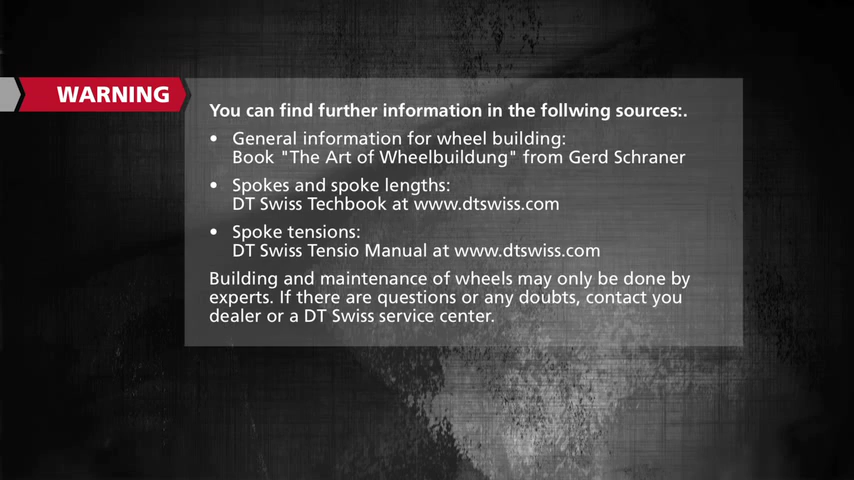 WARNING
You can find further information in the follwing sources:.
• General information for wheel building:
Book "The Art of Wheelbuildung" from Gerd Schraner
• Spokes and spoke lengths:
DT Swiss Techbook at www.dtswiss.com
• Spoke tensions:
DT Swiss Tensio Manual at www.dtswiss.com
Building and maintenance of wheels may only be done by
experts. If there are questions or any doubts, contact you
dealer or a DT Swiss service center.